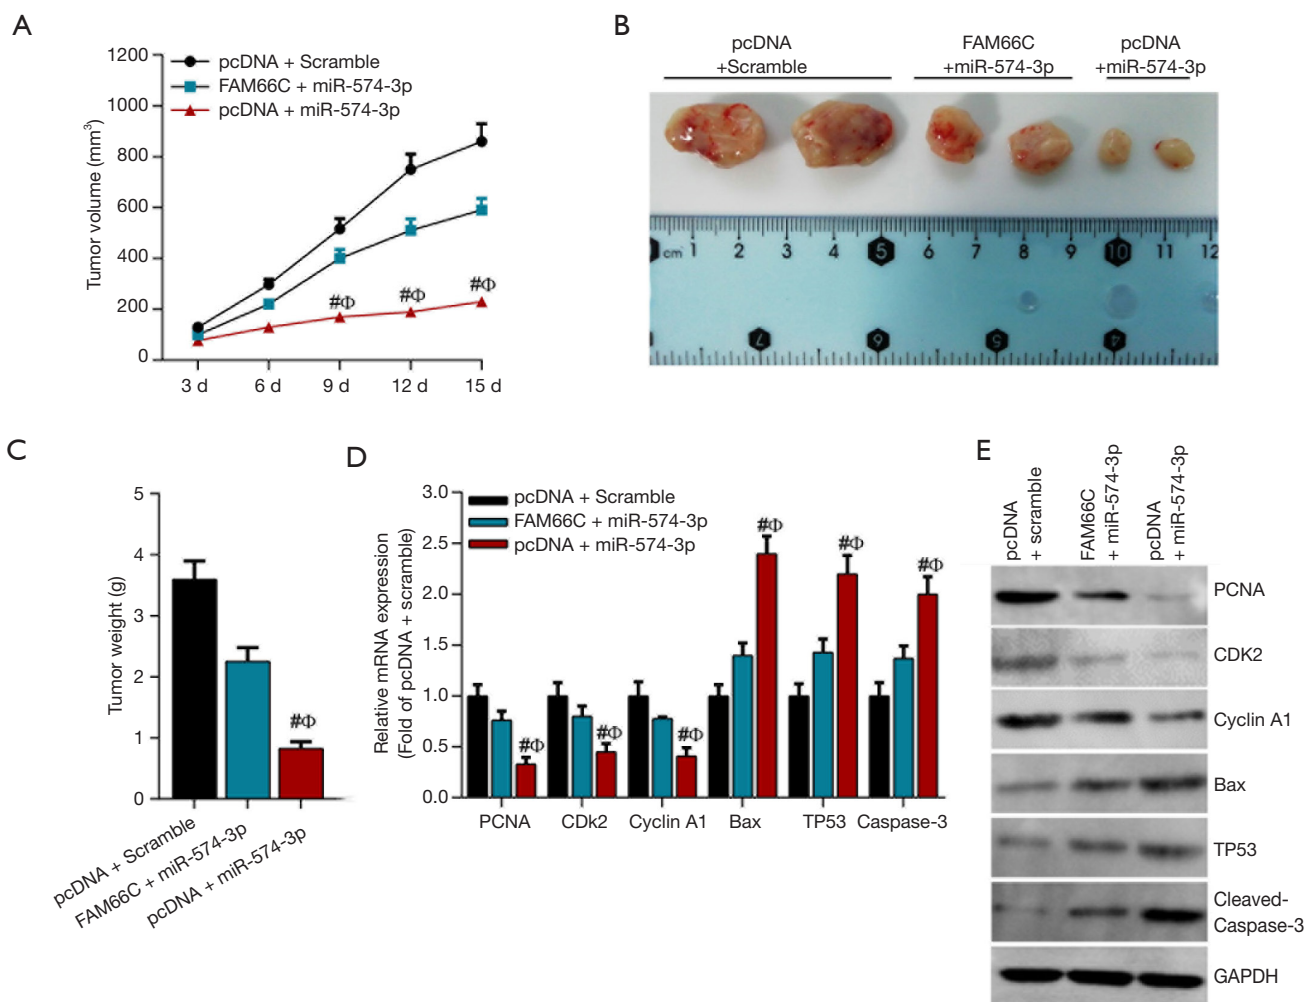 A
1200
1000
800
600
400
200
0
Tumor volume (mm³)
pcDNA + Scramble
FAM66C + miR-574-3p
pcDNA + miR-574-3p
#Φ
#Φ
#Φ
3 d
6 d
9 d
12 d
15 d
B
pcDNA
+Scramble
FAM66C
+miR-574-3p
pcDNA
+miR-574-3p
cm 1 2 3 4 5 6 7 8 9 10 11 12
7 6 5 4
C
5
4
3
2
1
0
Tumor weight (g)
#Φ
pcDNA + Scramble
FAM66C + miR-574-3p
pcDNA + miR-574-3p
D
3.0
2.5
2.0
1.5
1.0
0.5
0.0
Relative mRNA expression
(Fold of pcDNA + scramble)
pcDNA + Scramble
FAM66C + miR-574-3p
pcDNA + miR-574-3p
#Φ
#Φ
#Φ
#Φ
#Φ
#Φ
PCNA
CDk2
Cyclin A1
Bax
TP53
Caspase-3
E
pcDNA
+ scramble
FAM66C
+ miR-574-3p
pcDNA
+ miR-574-3p
PCNA
CDK2
Cyclin A1
Bax
TP53
Cleaved-
Caspase-3
GAPDH